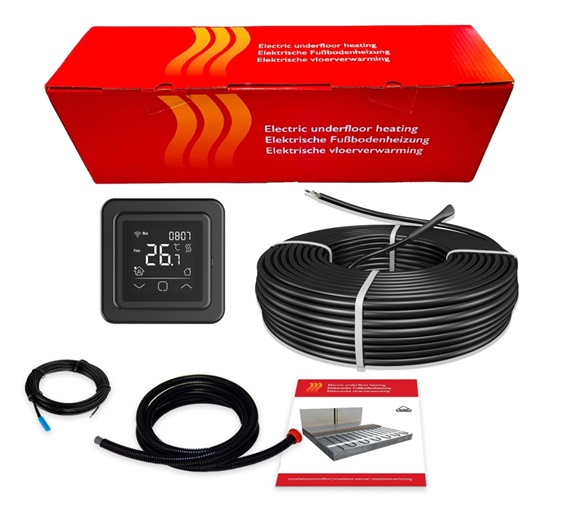 Electric underfloor heating
Elektrische Fußbodenheizung
Elektrische vloerverwarming
Electric underfloor heating
Elektrische Fußbodenheizung
Elektrische vloerverwarming
0807
26.7
°C
Electric underfloor heating
Elektrische Fußbodenheizung
Elektrische vloerverwarming